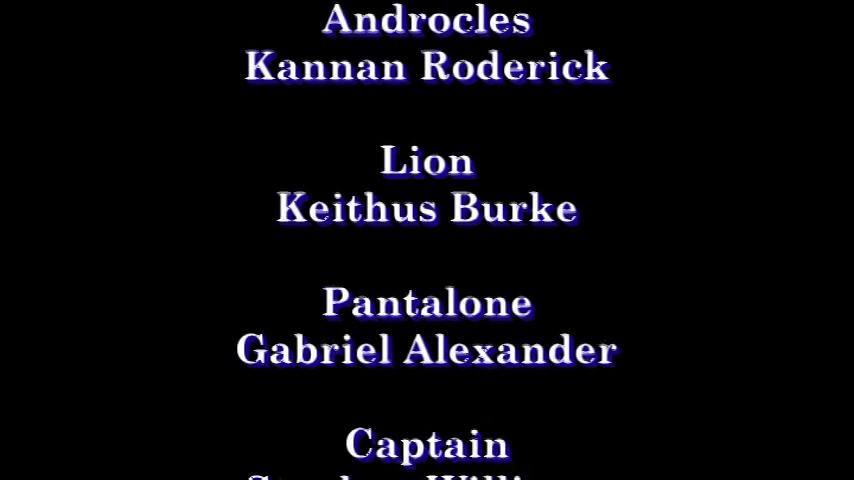 Androcles
Kannan Roderick
Lion
Keithus Burke
Pantalone
Gabriel Alexander
Captain